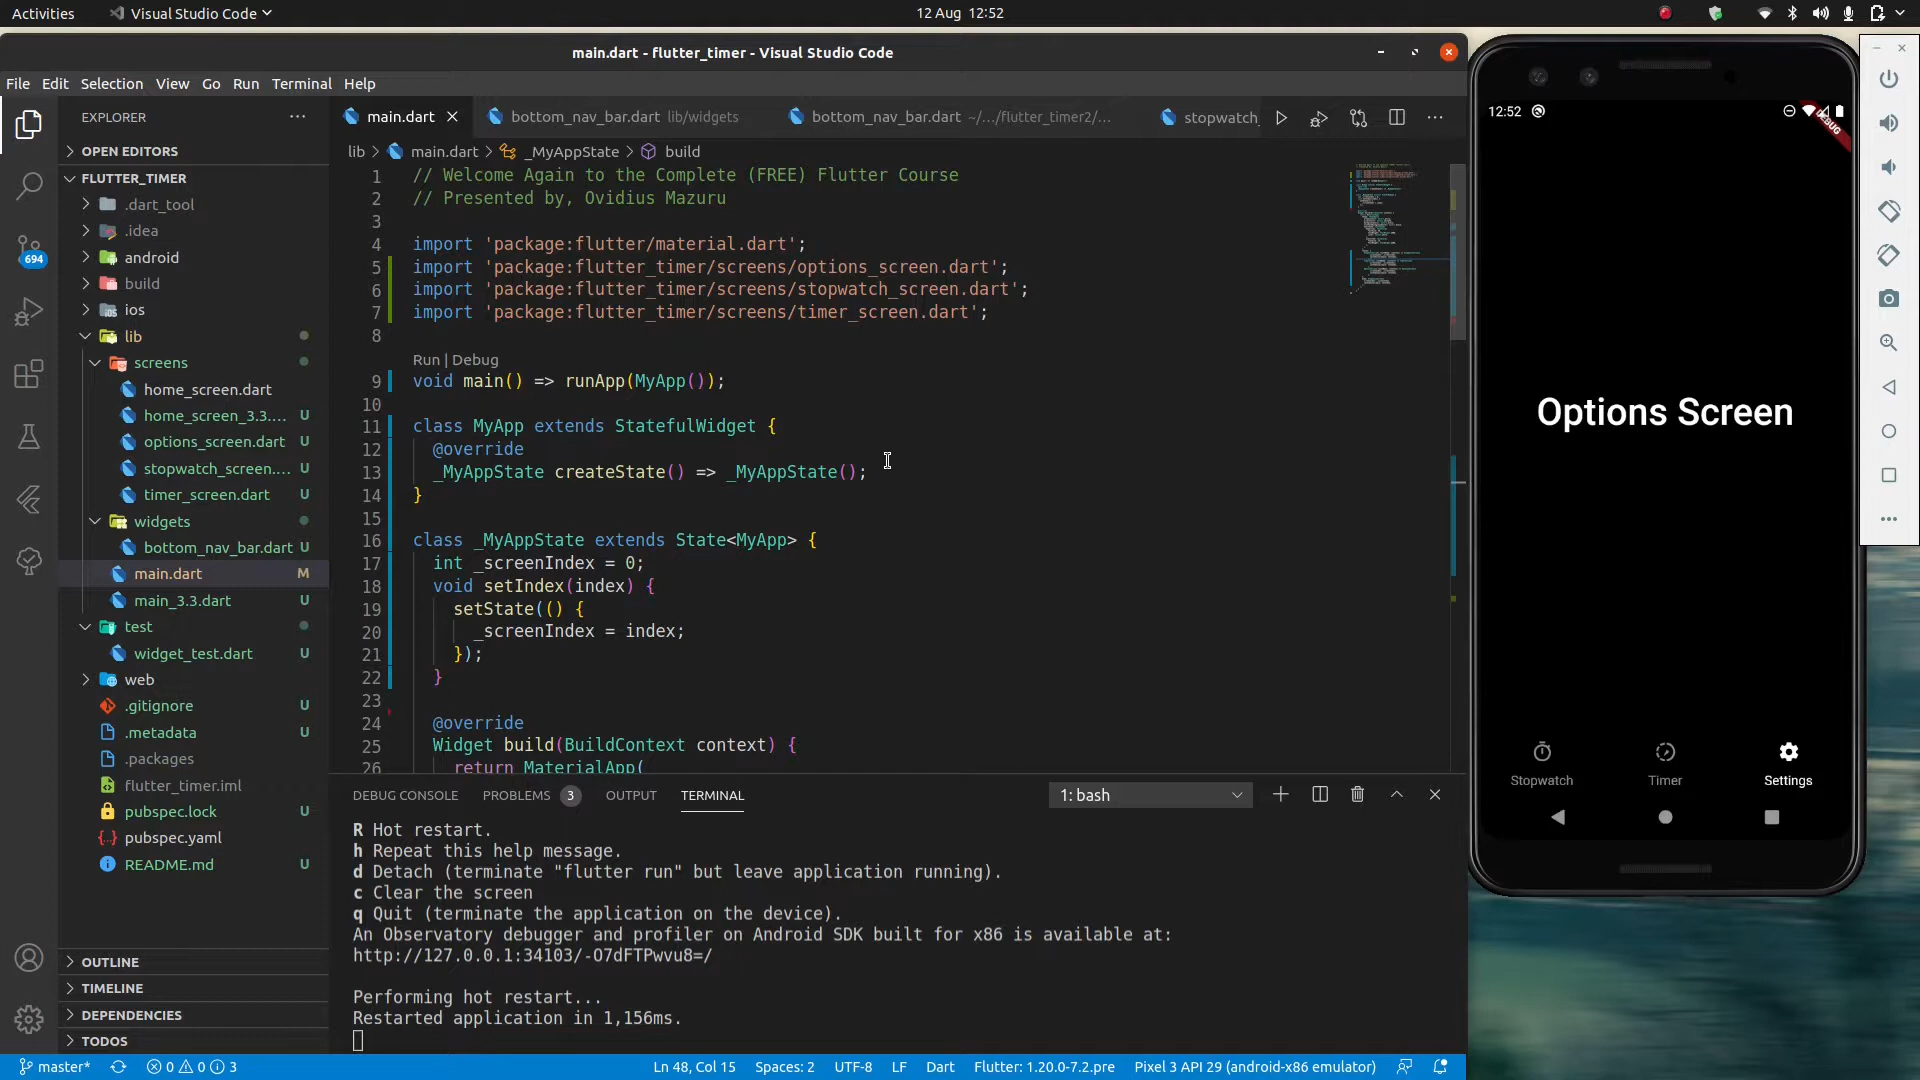 Activities
Visual Studio Code
12 Aug 12:52
main.dart - flutter_timer - Visual Studio Code
File Edit Selection View Go Run Terminal Help
EXPLORER
OPEN EDITORS
FLUTTER_TIMER
.dart_tool
.idea
android
build
ios
lib
screens
home_screen.dart
home_screen_3.3.... U
options_screen.dart U
stopwatch_screen.... U
timer_screen.dart U
widgets
bottom_nav_bar.dart U
main.dart M
main_3.3.dart U
test
widget_test.dart U
web
.gitignore U
.metadata U
.packages
flutter_timer.iml
pubspec.lock U
pubspec.yaml
README.md U
OUTLINE
TIMELINE
DEPENDENCIES
TODOS
694
main.dart
bottom_nav_bar.dart lib/widgets
bottom_nav_bar.dart ~/.../flutter_timer2/...
stopwatch_
lib > main.dart > _MyAppState > build
1 // Welcome Again to the Complete (FREE) Flutter Course
2 // Presented by, Ovidius Mazuru
3
4 import 'package:flutter/material.dart';
5 import 'package:flutter_timer/screens/options_screen.dart';
6 import 'package:flutter_timer/screens/stopwatch_screen.dart';
7 import 'package:flutter_timer/screens/timer_screen.dart';
8
Run | Debug
9 void main() => runApp(MyApp());
10
11 class MyApp extends StatefulWidget {
12 @override
13 _MyAppState createState() => _MyAppState();
14 }
15
16 class _MyAppState extends State<MyApp> {
17 int _screenIndex = 0;
18 void setIndex(index) {
19 setState(() {
20 _screenIndex = index;
21 });
22 }
23
24 @override
25 Widget build(BuildContext context) {
26 return MaterialApp(
DEBUG CONSOLE PROBLEMS 3 OUTPUT TERMINAL
1: bash
R Hot restart.
h Repeat this help message.
d Detach (terminate "flutter run" but leave application running).
c Clear the screen
q Quit (terminate the application on the device).
An Observatory debugger and profiler on Android SDK built for x86 is available at:
http://127.0.0.1:34103/-O7dFTPwvu8=/
Performing hot restart...
Restarted application in 1,156ms.
master* 0 0 3
Ln 48, Col 15 Spaces: 2 UTF-8 LF Dart Flutter: 1.20.0-7.2.pre Pixel 3 API 29 (android-x86 emulator)
12:52
DEBUG
Options Screen
Stopwatch Timer Settings